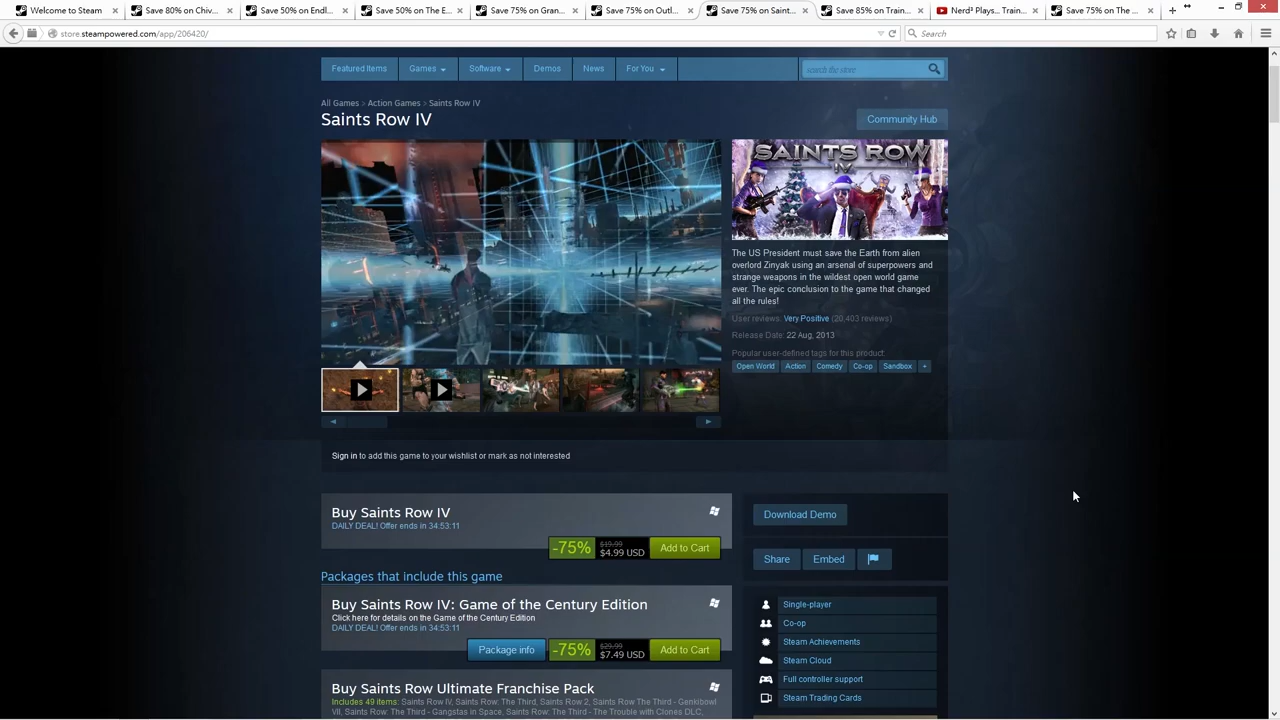 Welcome to Steam
Save 80% on Chiv...
Save 50% on Endl...
Save 50% on The E...
Save 75% on Gran...
Save 75% on Outl...
Save 75% on Saint...
Save 85% on Train...
Nerd³ Plays... Train...
Save 75% on The ...
store.steampowered.com/app/206420/
Search
Featured Items
Games
Software
Demos
News
For You
search the store
All Games > Action Games > Saints Row IV
Saints Row IV
Community Hub
SAINTS ROW
IV
The US President must save the Earth from alien
overlord Zinyak using an arsenal of superpowers and
strange weapons in the wildest open world game
ever. The epic conclusion to the game that changed
all the rules!
User reviews: Very Positive (20,403 reviews)
Release Date: 22 Aug, 2013
Popular user-defined tags for this product:
Open World
Action
Comedy
Co-op
Sandbox
+
Sign in to add this game to your wishlist or mark as not interested
Buy Saints Row IV
DAILY DEAL! Offer ends in 34:53:11
-75%
$19.99
$4.99 USD
Add to Cart
Download Demo
Share
Embed
Packages that include this game
Buy Saints Row IV: Game of the Century Edition
Click here for details on the Game of the Century Edition
DAILY DEAL! Offer ends in 34:53:11
Package info
-75%
$29.99
$7.49 USD
Add to Cart
Single-player
Co-op
Steam Achievements
Steam Cloud
Full controller support
Steam Trading Cards
Buy Saints Row Ultimate Franchise Pack
Includes 49 items: Saints Row IV, Saints Row: The Third, Saints Row 2, Saints Row The Third - Genkibowl
VII, Saints Row: The Third - Gangstas in Space, Saints Row: The Third - The Trouble with Clones DLC,